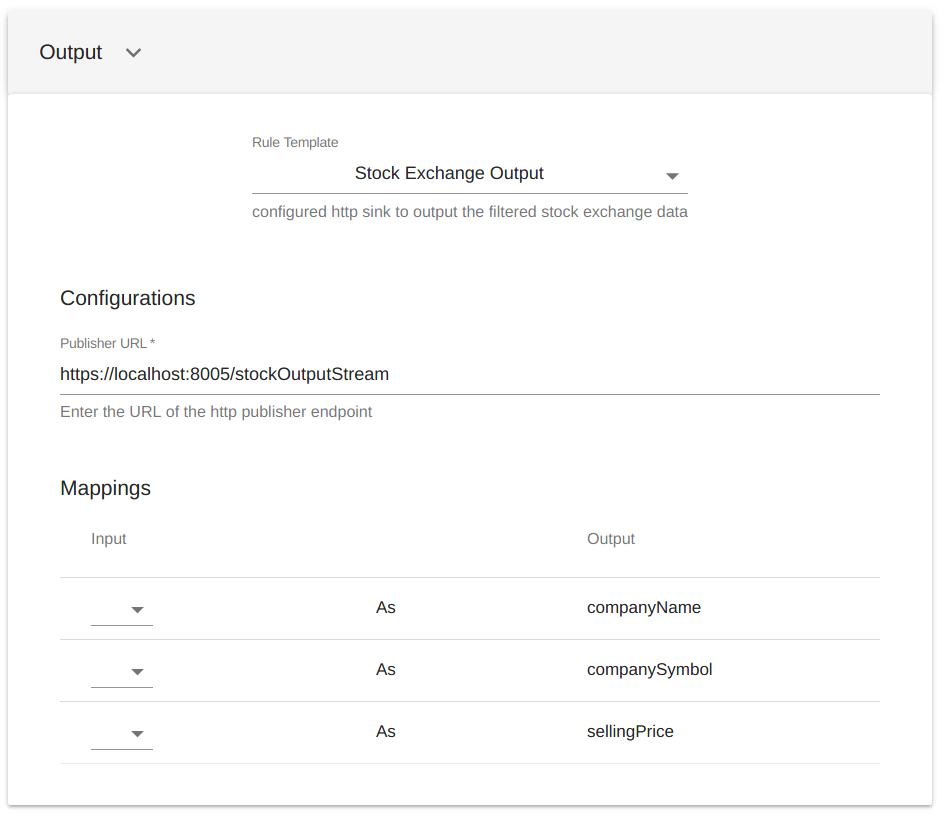 Output
Rule Template
Stock Exchange Output
configured http sink to output the filtered stock exchange data
Configurations
Publisher URL *
https://localhost:8005/stockOutputStream
Enter the URL of the http publisher endpoint
Mappings
Input Output
As companyName
As companySymbol
As sellingPrice